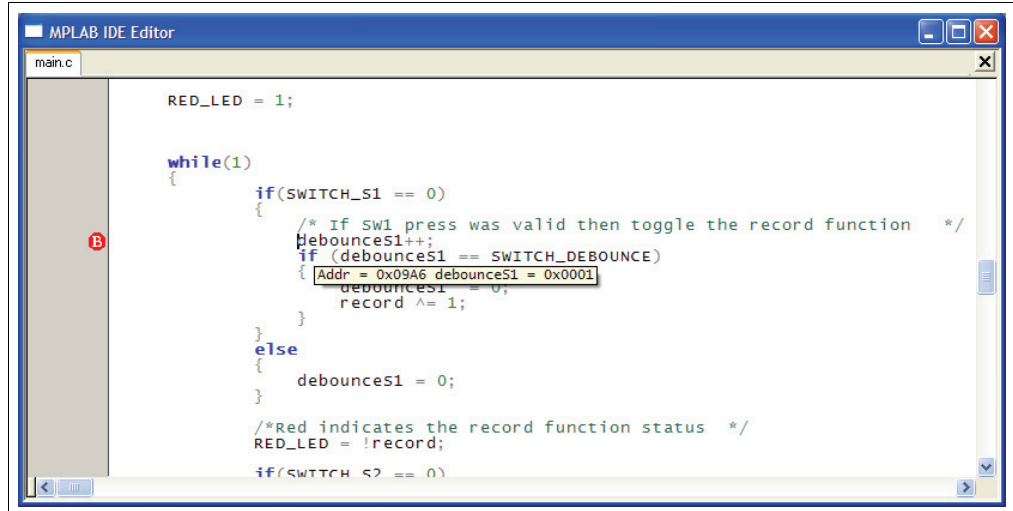 MPLAB IDE Editor
main.c
RED_LED = 1;
while(1)
{
if(SWITCH_S1 == 0)
{
/* If SW1 press was valid then toggle the record function */
B
debounceS1++;
if (debounceS1 == SWITCH_DEBOUNCE)
{ Addr = 0x09A6 debounceS1 = 0x0001
debounceS1 = 0;
record ^= 1;
}
}
else
{
debounceS1 = 0;
}
/*Red indicates the record function status */
RED_LED = !record;
if(SWITCH_S2 == 0)